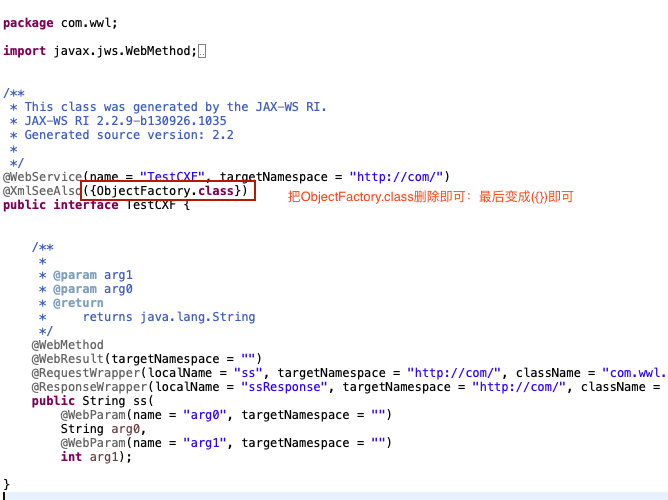 package com.wwl;
import javax.jws.WebMethod;
/**
 * This class was generated by the JAX-WS RI.
 * JAX-WS RI 2.2.9-b130926.1035
 * Generated source version: 2.2
 *
 */
@WebService(name = "TestCXF", targetNamespace = "http://com/")
@XmlSeeAlso({ObjectFactory.class}) 把ObjectFactory.class删除即可：最后变成({})即可
public interface TestCXF {
    /**
     *
     * @param arg1
     * @param arg0
     * @return
     *     returns java.lang.String
     */
    @WebMethod
    @WebResult(targetNamespace = "")
    @RequestWrapper(localName = "ss", targetNamespace = "http://com/", className = "com.wwl.
    @ResponseWrapper(localName = "ssResponse", targetNamespace = "http://com/", className =
    public String ss(
        @WebParam(name = "arg0", targetNamespace = "")
        String arg0,
        @WebParam(name = "arg1", targetNamespace = "")
        int arg1);
}